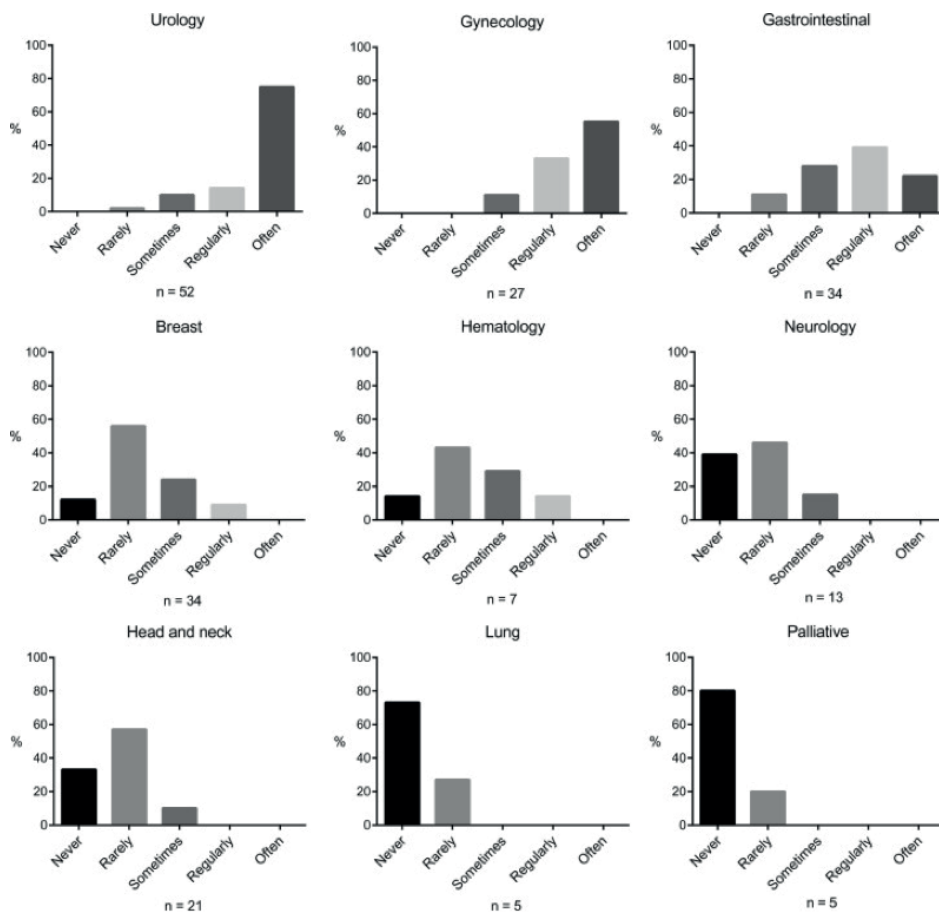 Urology
Gynecology
Gastrointestinal
100
80
60
%
40
20
0
Never
Rarely
Sometimes
Regularly
Often
n = 52
100
80
60
%
40
20
0
Never
Rarely
Sometimes
Regularly
Often
n = 27
100
80
60
%
40
20
0
Never
Rarely
Sometimes
Regularly
Often
n = 34
Breast
Hematology
Neurology
100
80
60
%
40
20
0
Never
Rarely
Sometimes
Regularly
Often
n = 34
100
80
60
%
40
20
0
Never
Rarely
Sometimes
Regularly
Often
n = 7
100
80
60
%
40
20
0
Never
Rarely
Sometimes
Regularly
Often
n = 13
Head and neck
Lung
Palliative
100
80
60
%
40
20
0
Never
Rarely
Sometimes
Regularly
Often
n = 21
100
80
60
%
40
20
0
Never
Rarely
Sometimes
Regularly
Often
n = 5
100
80
60
%
40
20
0
Never
Rarely
Sometimes
Regularly
Often
n = 5